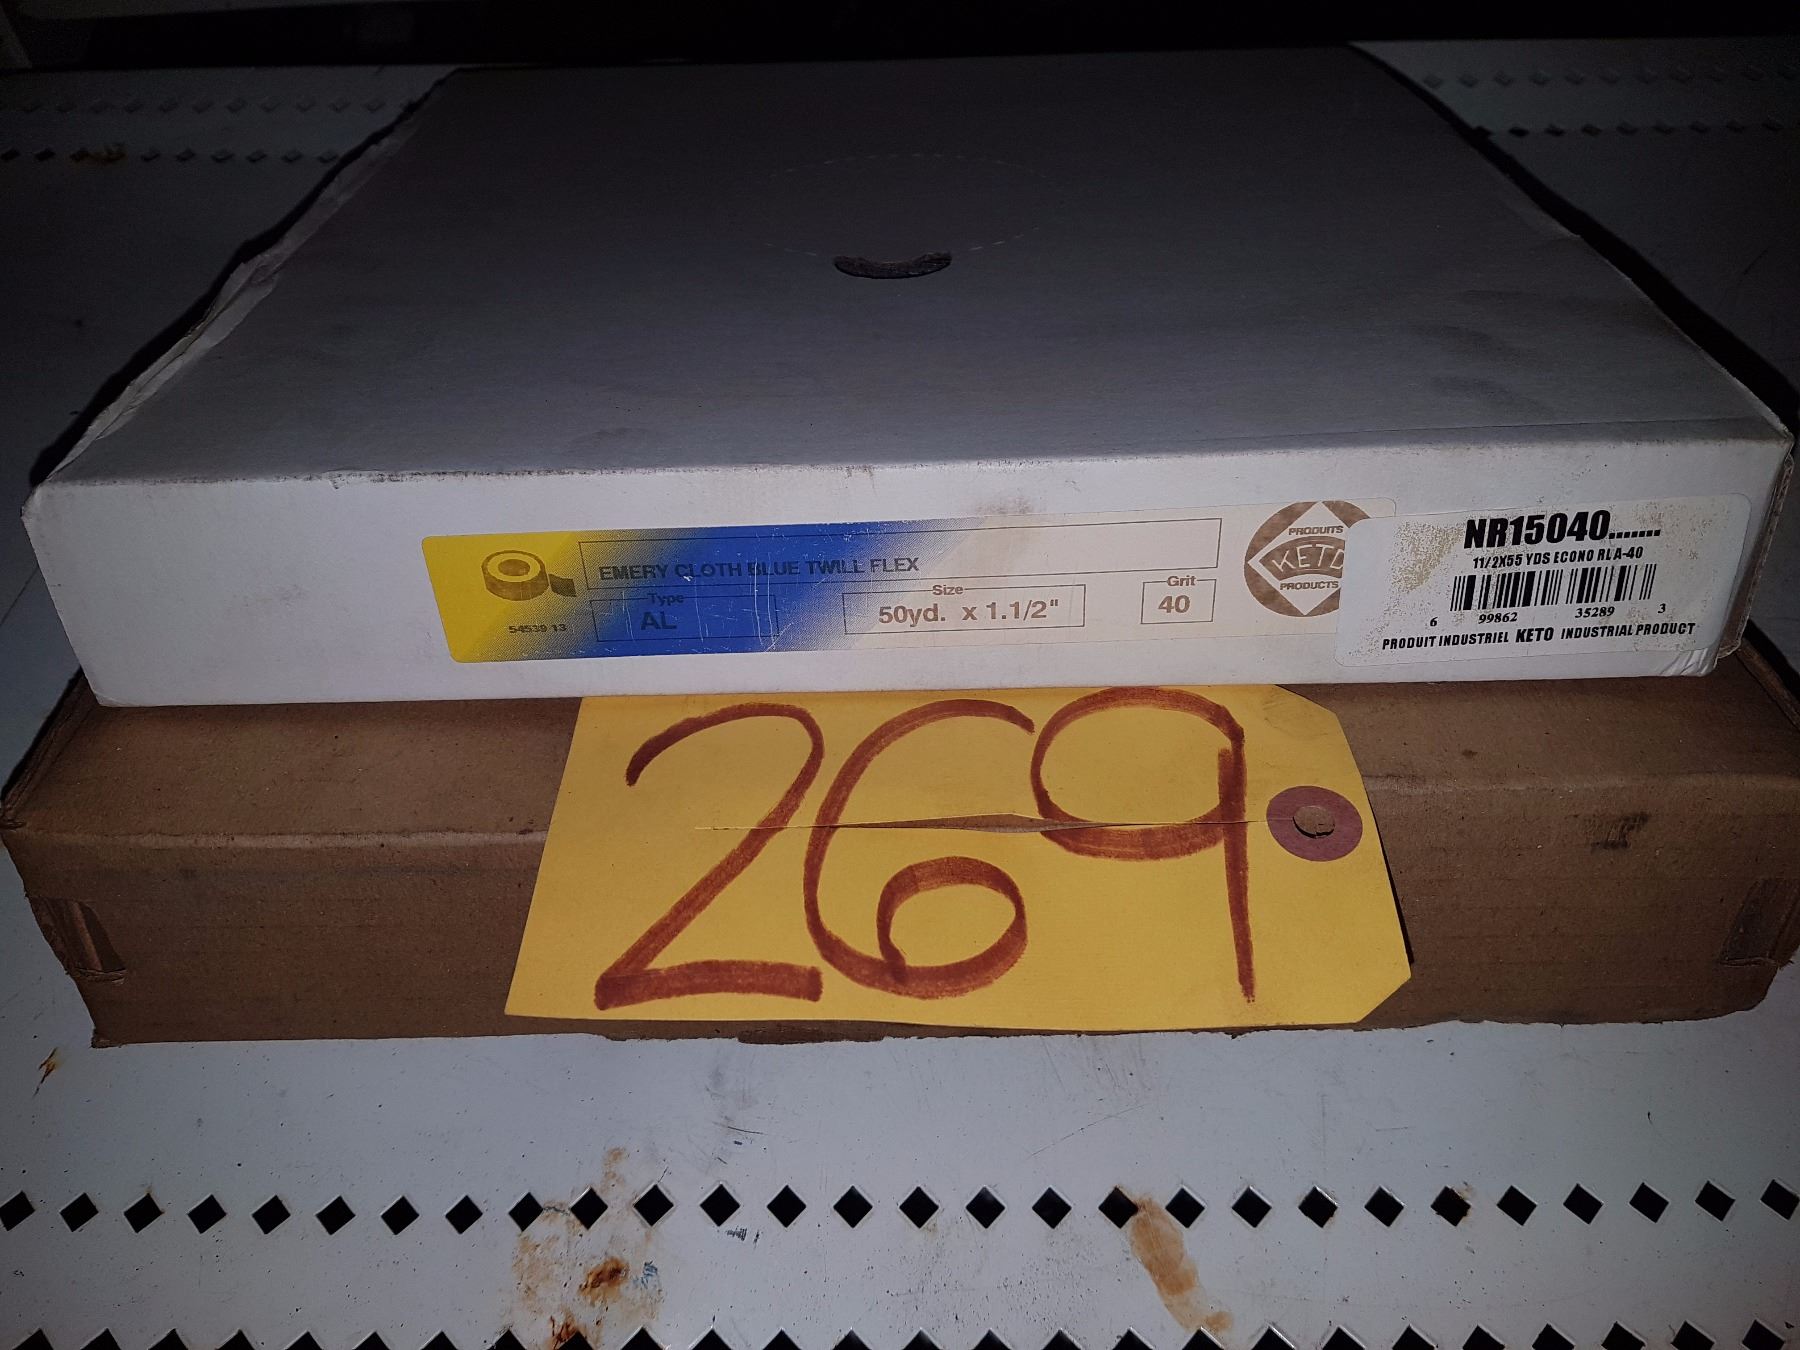 EMERY CLOTH BLUE TWILL FLEX
Type
AL
Size
50yd. x 1.1/2"
Grit
40
54539 13
PRODUITS
KETO
PRODUCTS
NR15040.......
11/2X55 YDS ECONO RL A-40
6 99862 35289 3
PRODUIT INDUSTRIEL KETO INDUSTRIAL PRODUCT
269